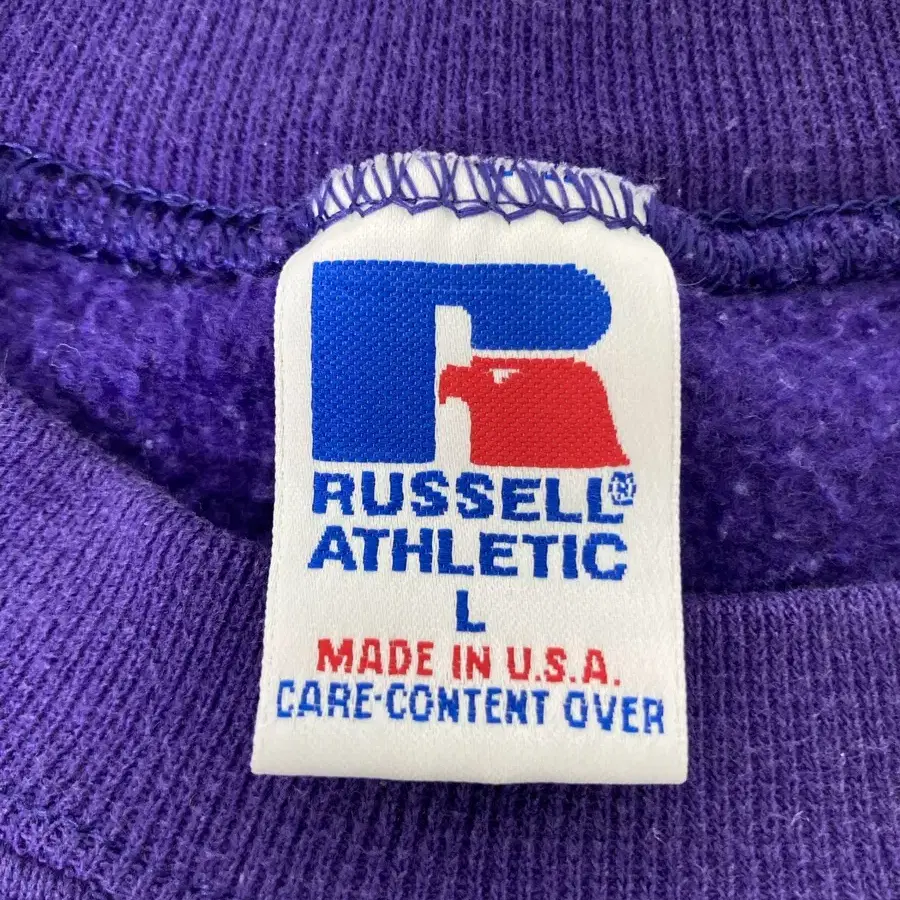 RUSSELL®
ATHLETIC
L
MADE IN U.S.A.
CARE-CONTENT OVER